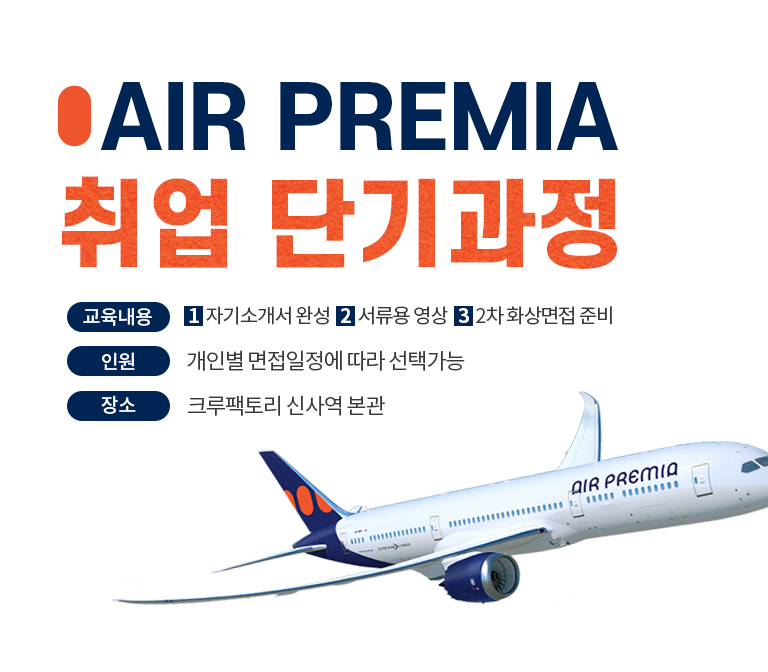 AIR PREMIA
취업 단기과정
교육내용 1 자기소개서 완성 2 서류용 영상 3 2차 화상면접 준비
인원 개인별 면접일정에 따라 선택가능
장소 크루팩토리 신사역 본관
AIR PREMIA